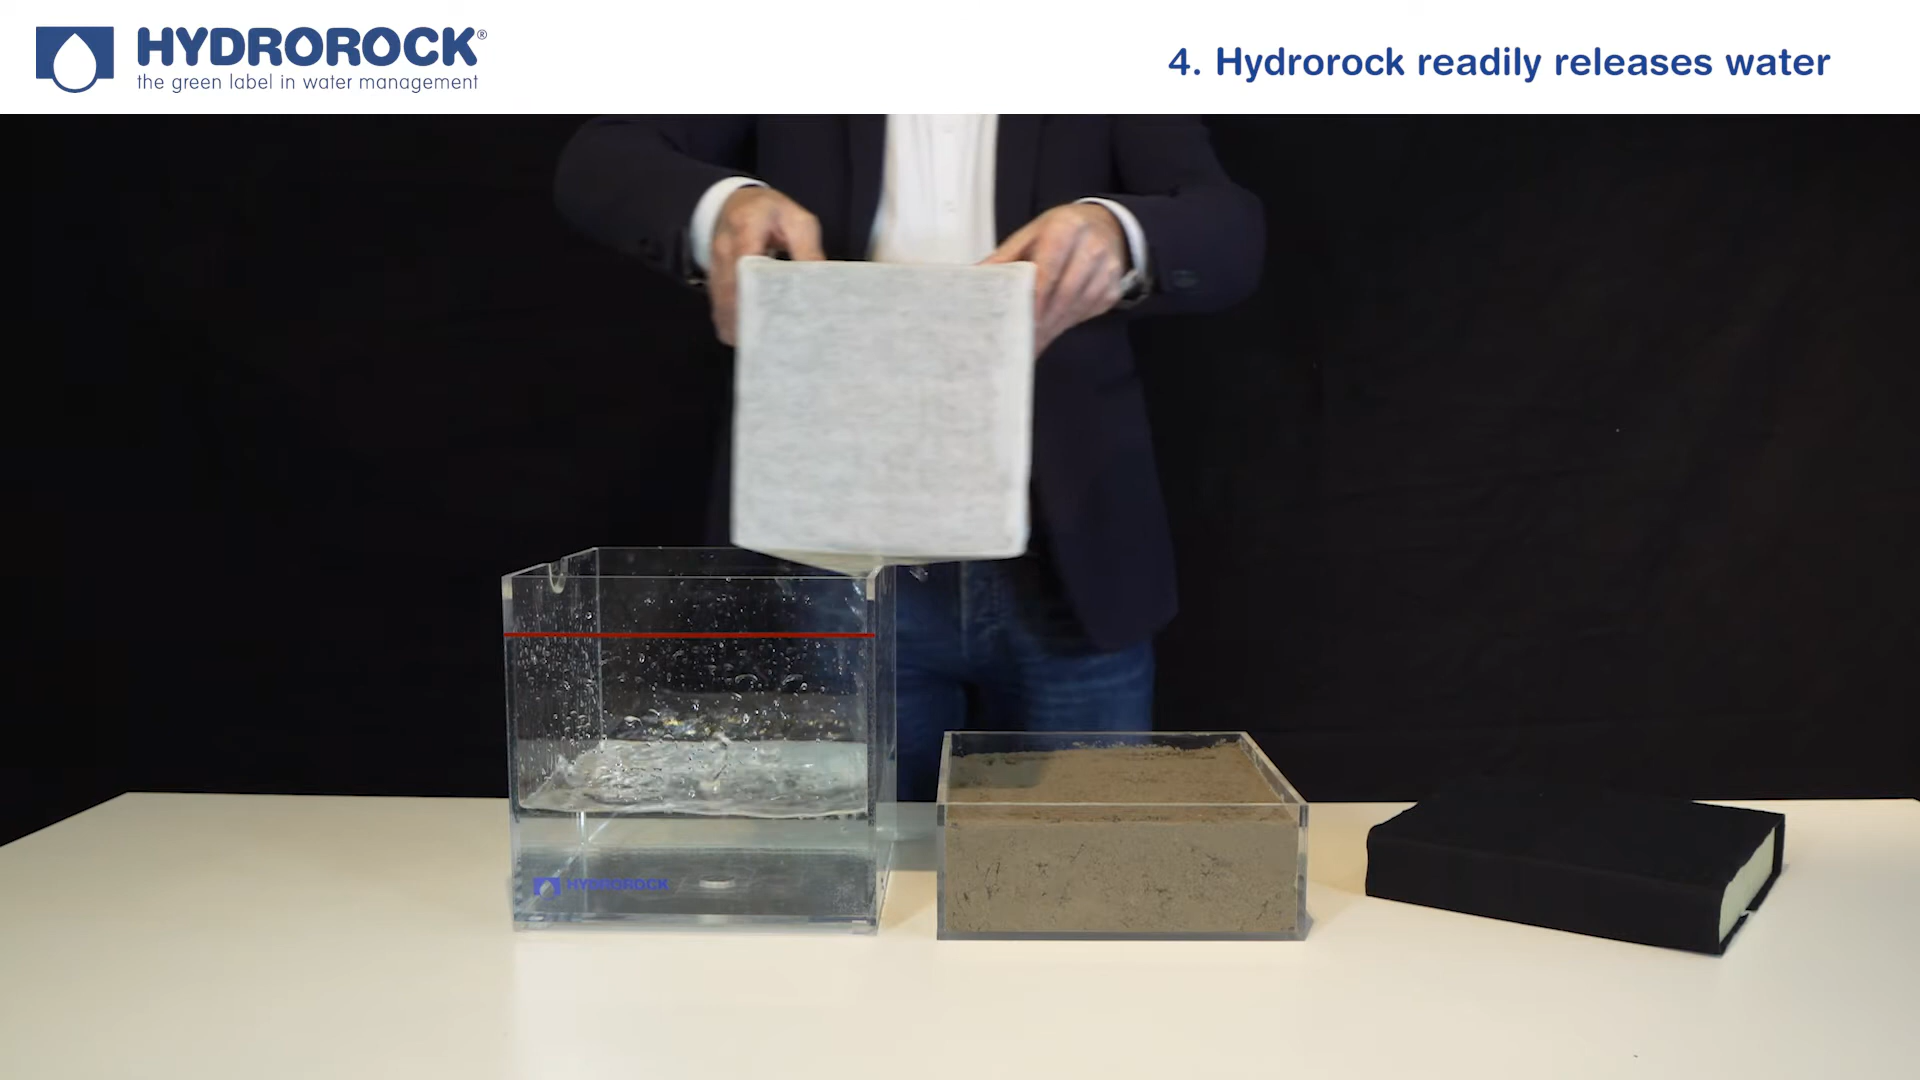 HYDROROCK®
the green label in water management
4. Hydrorock readily releases water
HYDROROCK